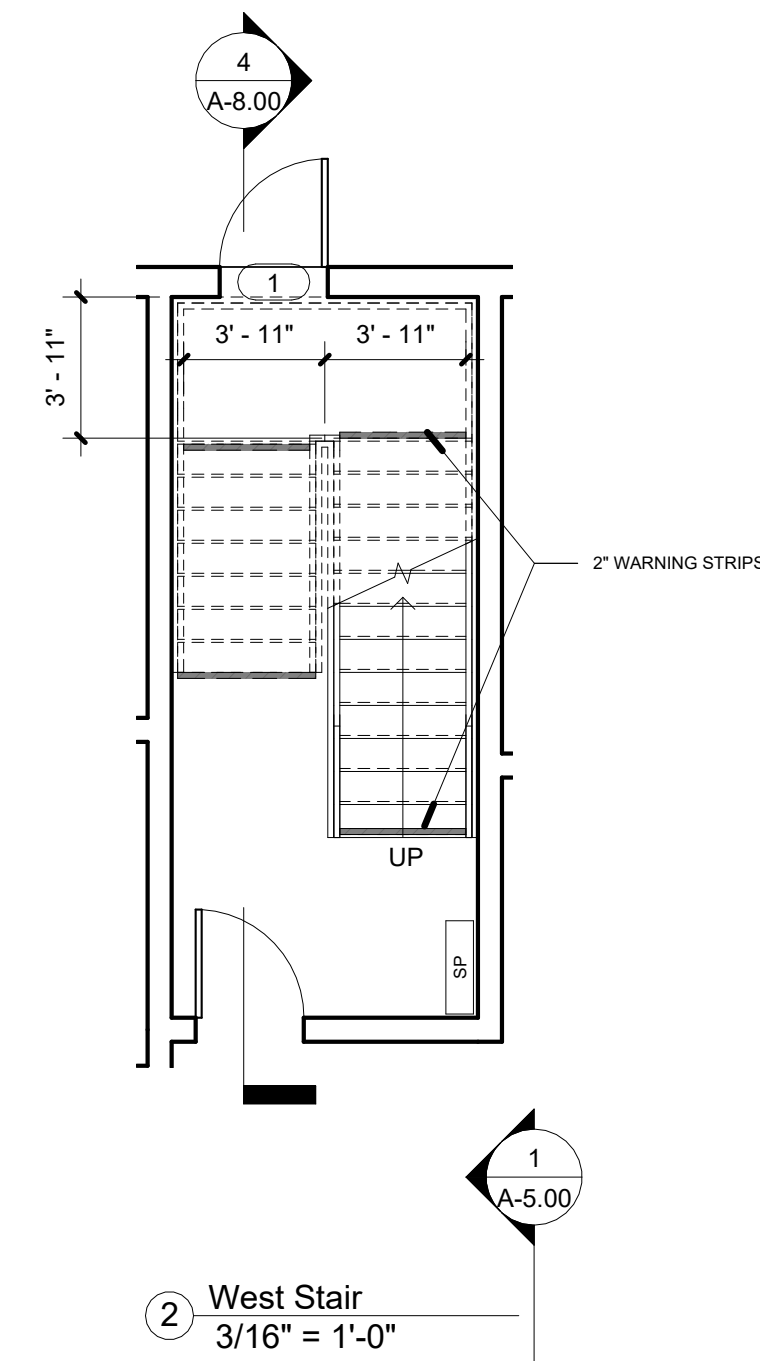 4
A-8.00
1
3' - 11"
3' - 11"
3' - 11"
2" WARNING STRIPS
UP
SP
1
A-5.00
2
West Stair
3/16" = 1'-0"